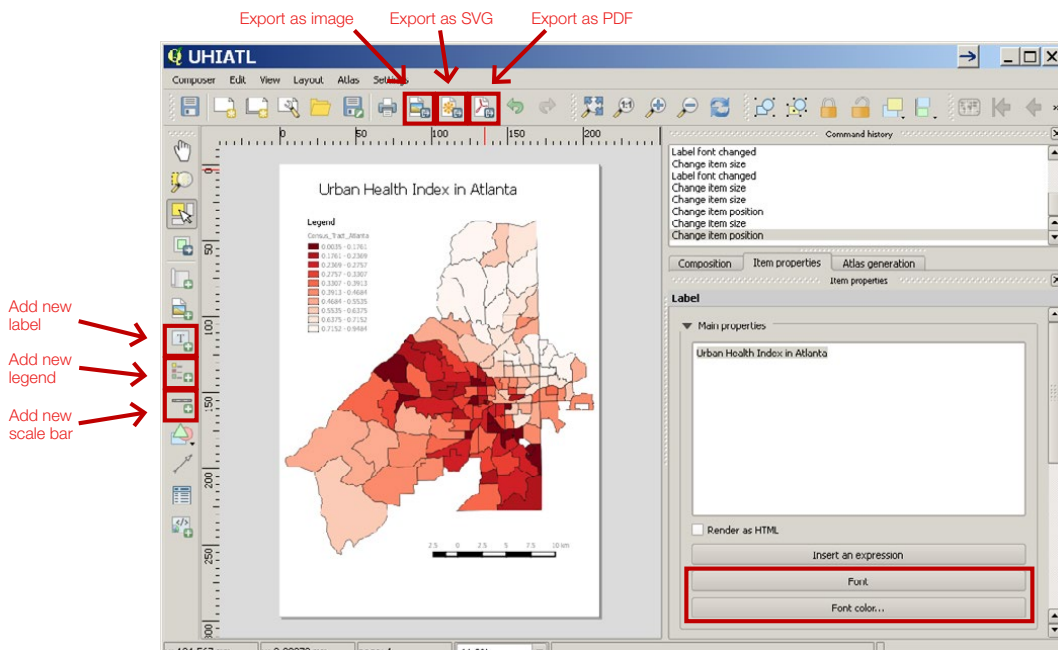 Export as image Export as SVG Export as PDF
UHIATL
Composer Edit View Layout Atlas Settings
0 50 100 150 200
Command history
Label font changed
Change item size
Label font changed
Change item size
Change item size
Change item position
Change item size
Change item position
Composition Item properties Atlas generation
Item properties
Label
Main properties
Urban Health Index in Atlanta
Render as HTML
Insert an expression
Font
Font color...
Add new
label
Add new
legend
Add new
scale bar
0
50
100
150
200
250
300
Urban Health Index in Atlanta
Legend
Census_Tract_Atlanta
0.0035 - 0.1761
0.1761 - 0.2369
0.2369 - 0.2757
0.2757 - 0.3307
0.3307 - 0.3913
0.3913 - 0.4684
0.4684 - 0.5535
0.5535 - 0.6375
0.6375 - 0.7152
0.7152 - 0.9484
2.5 0 2.5 5 7.5 10 km